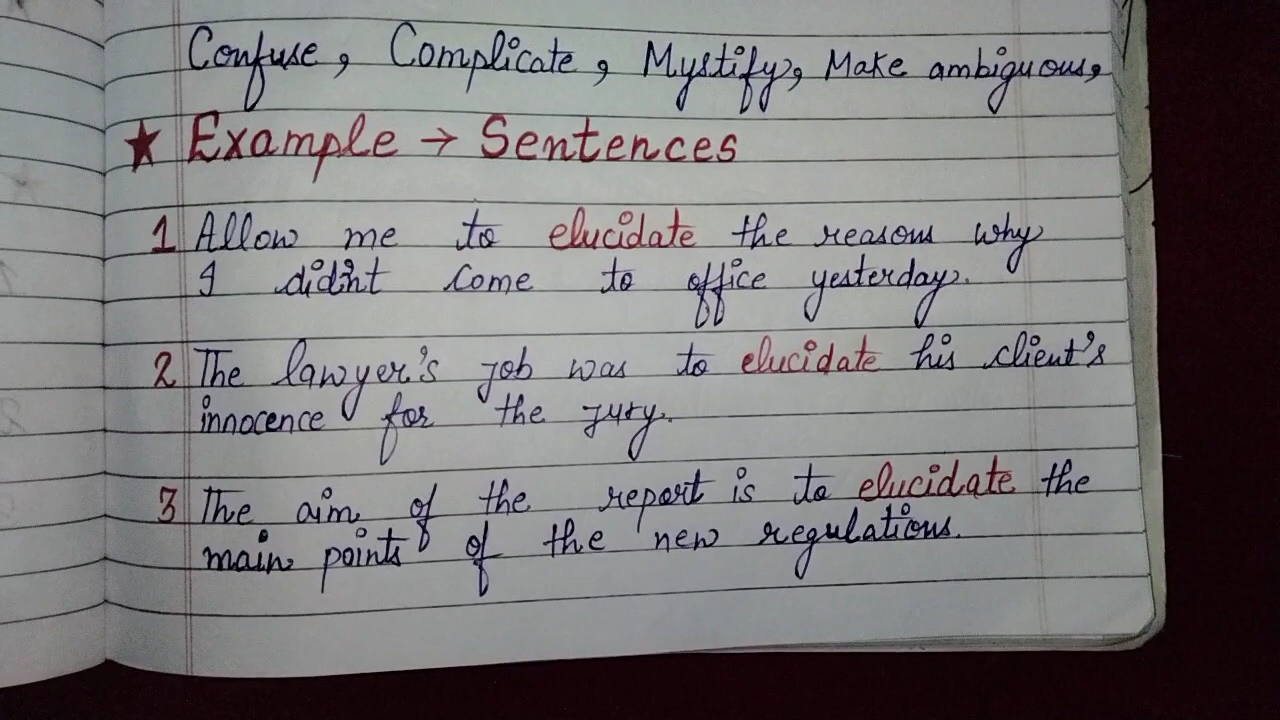 Confuse, Complicate, Mystify, Make ambiguous,
★ Example → Sentences
1 Allow me to elucidate the reasons why
I didn't come to office yesterday.
2 The lawyer's job was to elucidate his client's
innocence for the jury.
3 The aim of the report is to elucidate the
main points of the new regulations.